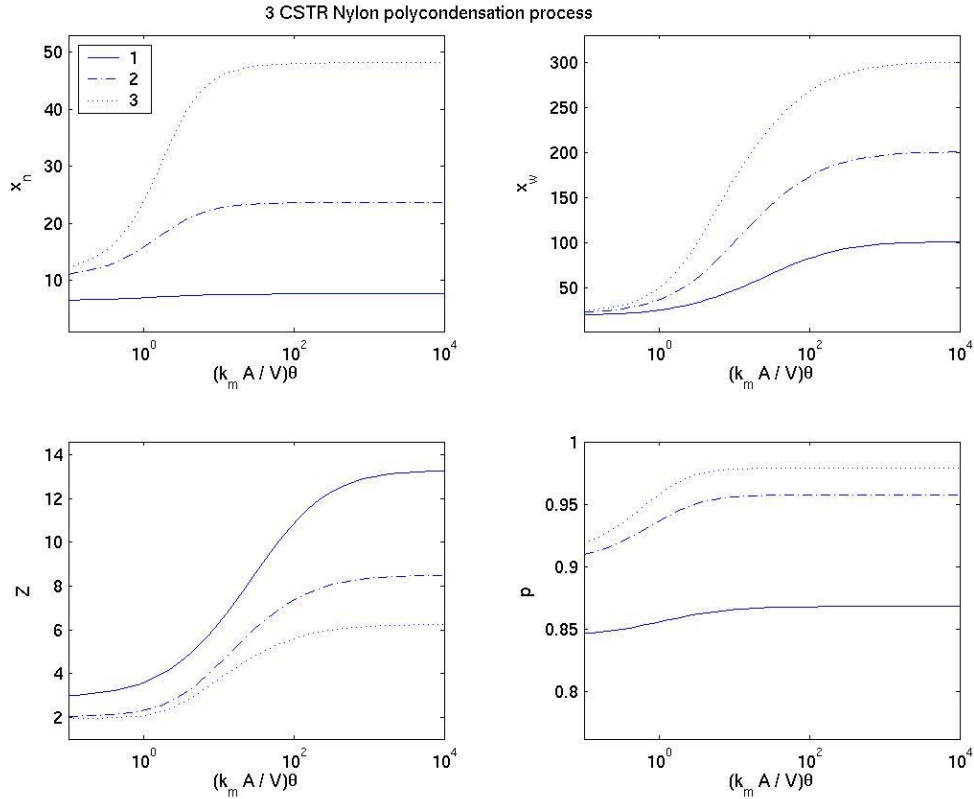 3 CSTR Nylon polycondensation process
50
40
30
20
10
x_n
1
2
3
10^0 10^2 10^4
(k_m A / V)θ
300
250
200
150
100
50
x_w
10^0 10^2 10^4
(k_m A / V)θ
14
12
10
8
6
4
2
Z
10^0 10^2 10^4
(k_m A / V)θ
1
0.95
0.9
0.85
0.8
p
10^0 10^2 10^4
(k_m A / V)θ